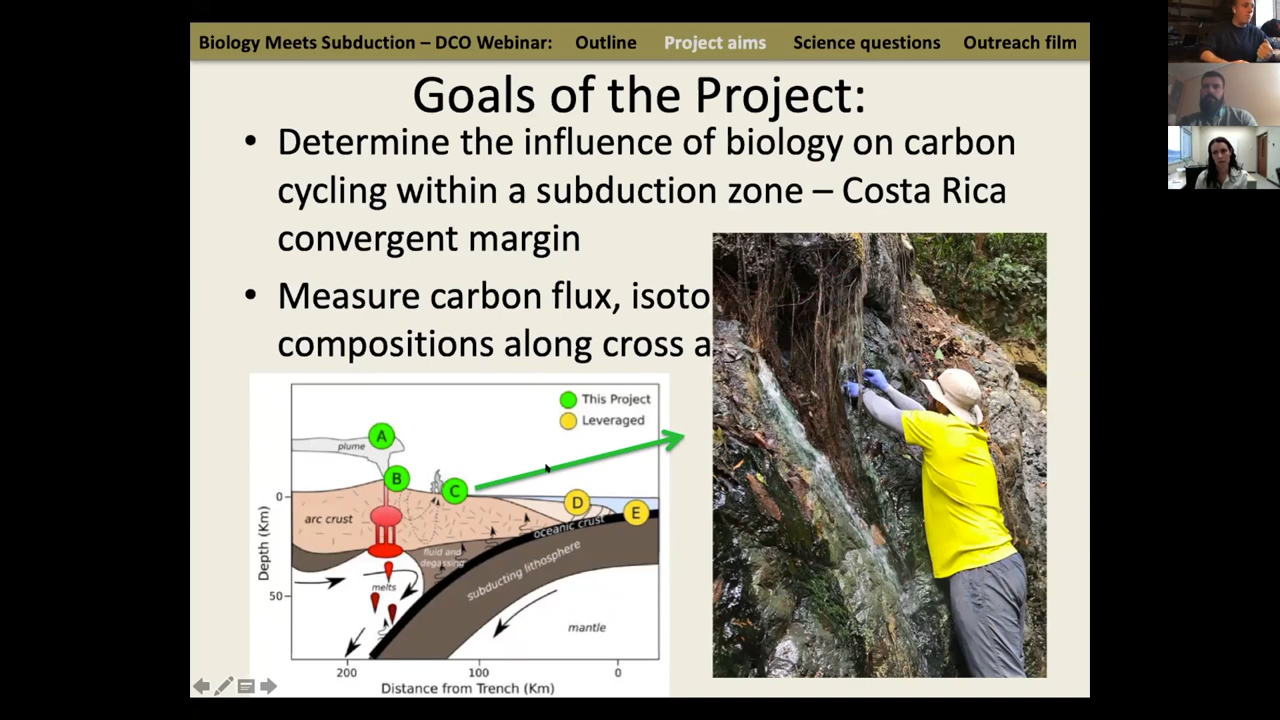 Biology Meets Subduction – DCO Webinar: Outline Project aims Science questions Outreach film
Goals of the Project:
• Determine the influence of biology on carbon
cycling within a subduction zone – Costa Rica
convergent margin
• Measure carbon flux, isoto
compositions along cross a
This Project
Leveraged
A
plume
B
C
D
E
0
arc crust
oceanic crust
fluid and
degassing
subducting lithosphere
melts
50
mantle
Depth (Km)
200 100 0
Distance from Trench (Km)